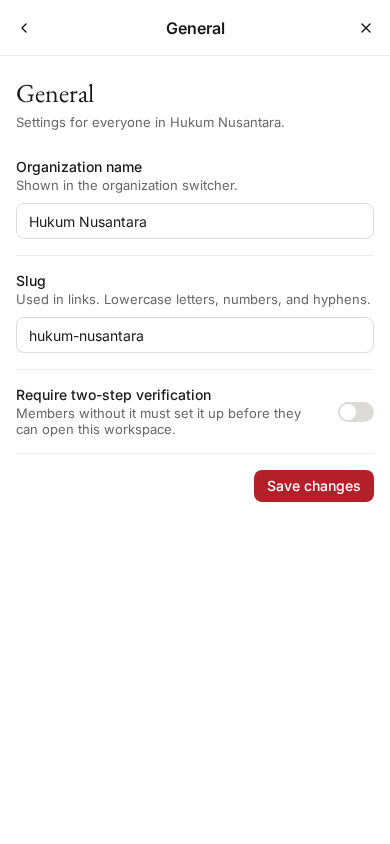 General
General
Settings for everyone in Hukum Nusantara.
Organization name
Shown in the organization switcher.
Hukum Nusantara
Slug
Used in links. Lowercase letters, numbers, and hyphens.
hukum-nusantara
Require two-step verification
Members without it must set it up before they
can open this workspace.
Save changes